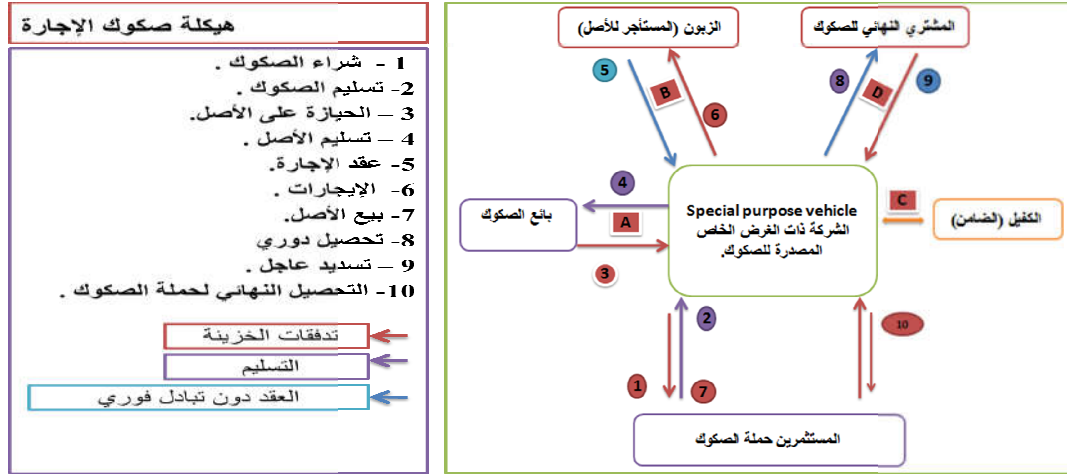 هيكلة صكوك الإجارة
1 - شراء الصكوك .
2- تسليم الصكوك .
3 – الحيازة على الأصل.
4 – تسليم الأصل .
5- عقد الإجارة.
6- الإيجارات .
7- بيع الأصل.
8- تحصيل دوري
9 – تسديد عاجل .
10- التحصيل النهائي لحملة الصكوك .
تدفقات الخزينة
التسليم
العقد دون تبادل فوري
المشتري النهائي للصكوك
الزبون (المستأجر للأصل)
5
B
6
8
D
9
4
بائع الصكوك
A
3
Special purpose vehicle
الشركة ذات الغرض الخاص
المصدرة للصكوك.
C
الكفيل (الضامن)
2
10
1
7
المستثمرين حملة الصكوك